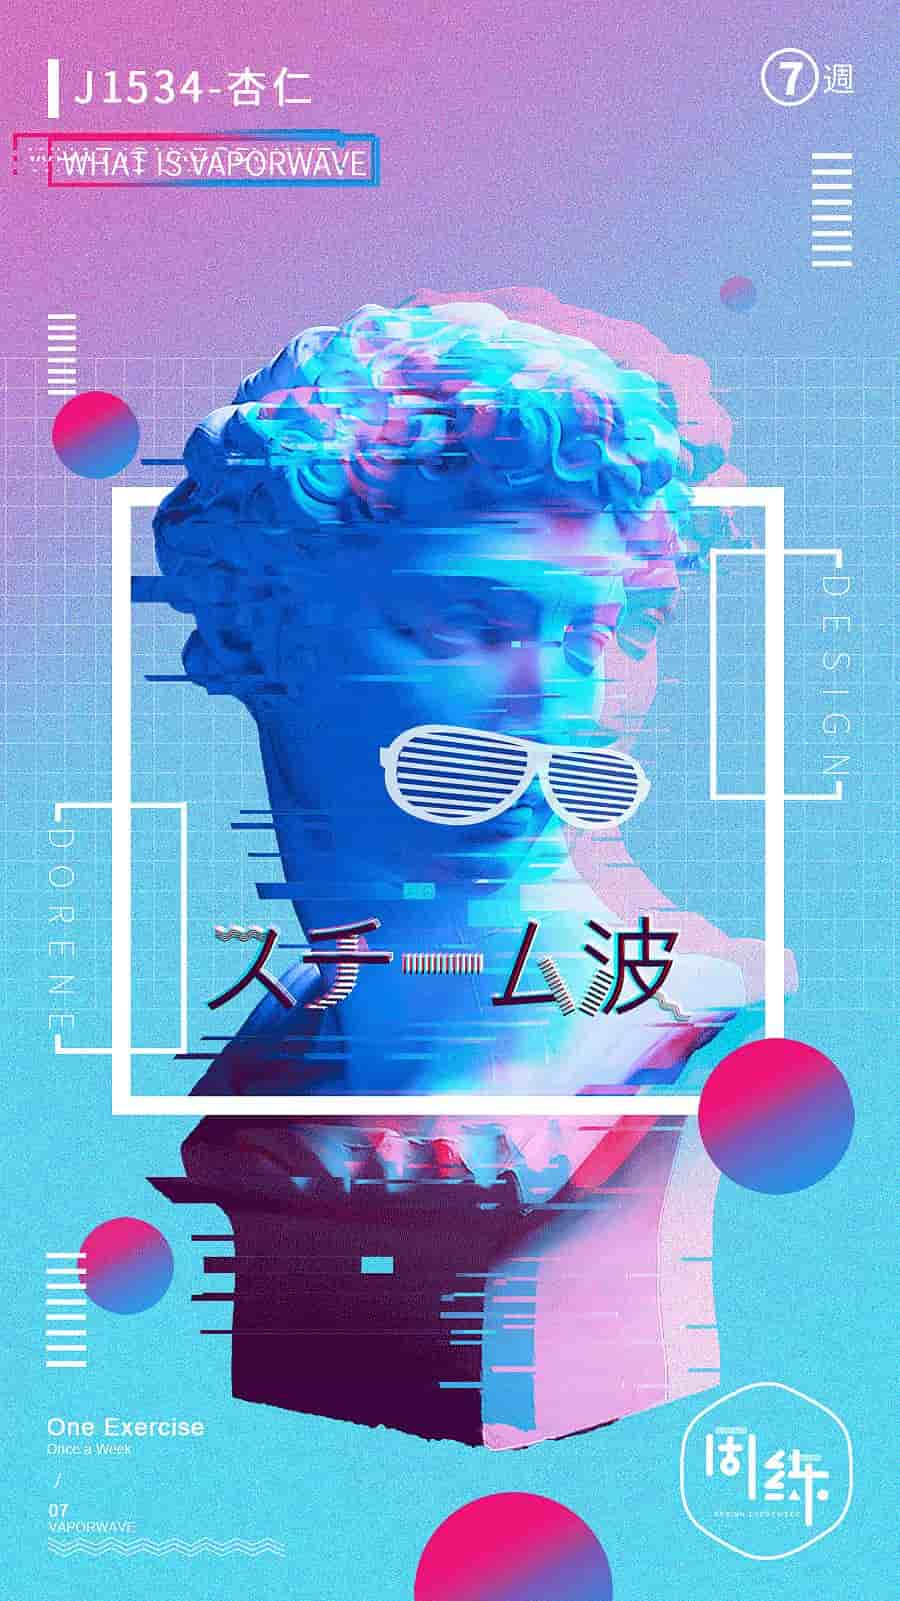 J1534-杏仁
7週
WHAT IS VAPORWAVE
DESIGN
DORENE
スチーム波
One Exercise
Once a Week
/
07
VAPORWAVE
周练